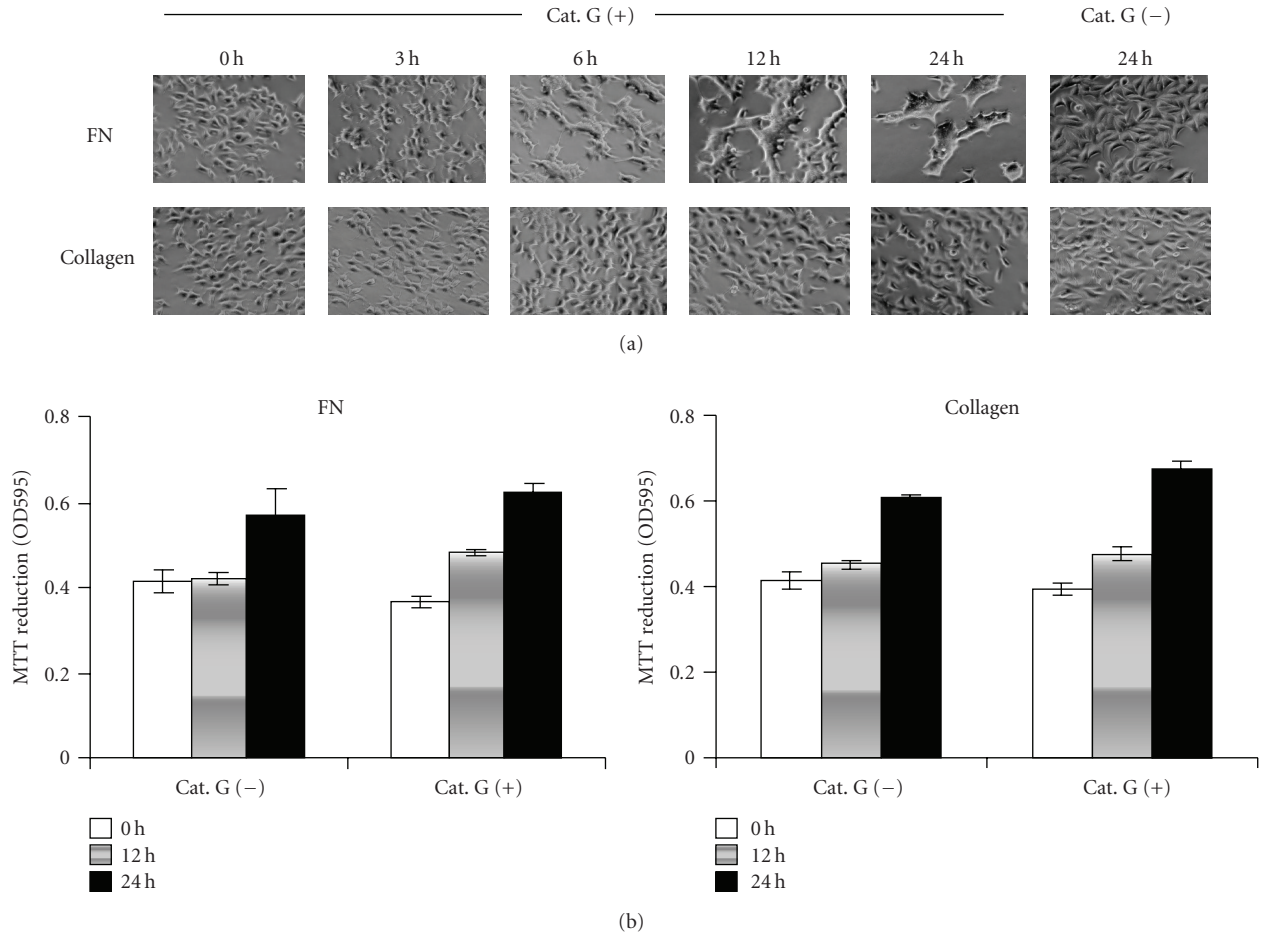 Cat. G (+) Cat. G (−)
0 h 3 h 6 h 12 h 24 h 24 h
FN
Collagen
(a)
FN
0.8
0.6
0.4
0.2
0
MTT reduction (OD595)
Cat. G (−) Cat. G (+)
0 h
12 h
24 h
Collagen
0.8
0.6
0.4
0.2
0
MTT reduction (OD595)
Cat. G (−) Cat. G (+)
0 h
12 h
24 h
(b)